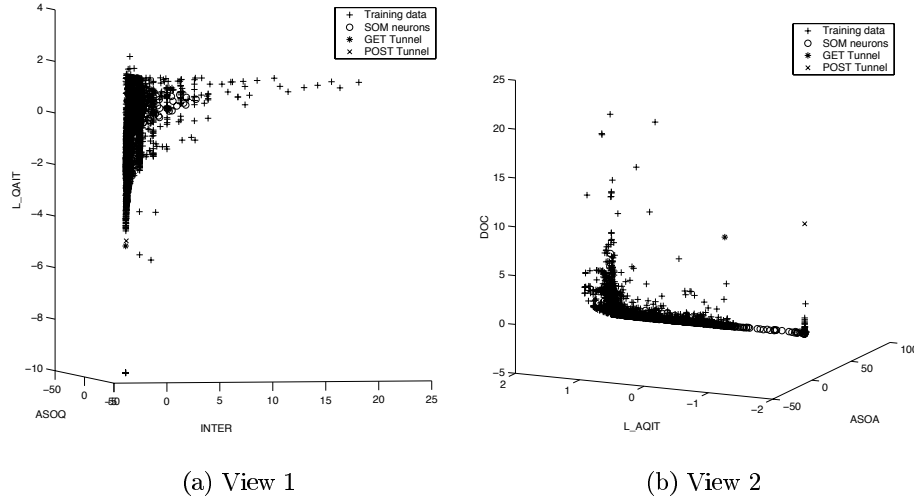 4
2
0
−2
−4
−6
−8
−10
L_QAIT
−50
0
ASOQ
0
5
10
15
20
25
INTER
Training data
SOM neurons
GET Tunnel
POST Tunnel
(a) View 1
Training data
SOM neurons
GET Tunnel
POST Tunnel
25
20
15
10
5
0
−5
DOC
2
1
0
−1
−2
L_AQIT
−50
0
50
100
ASOA
(b) View 2